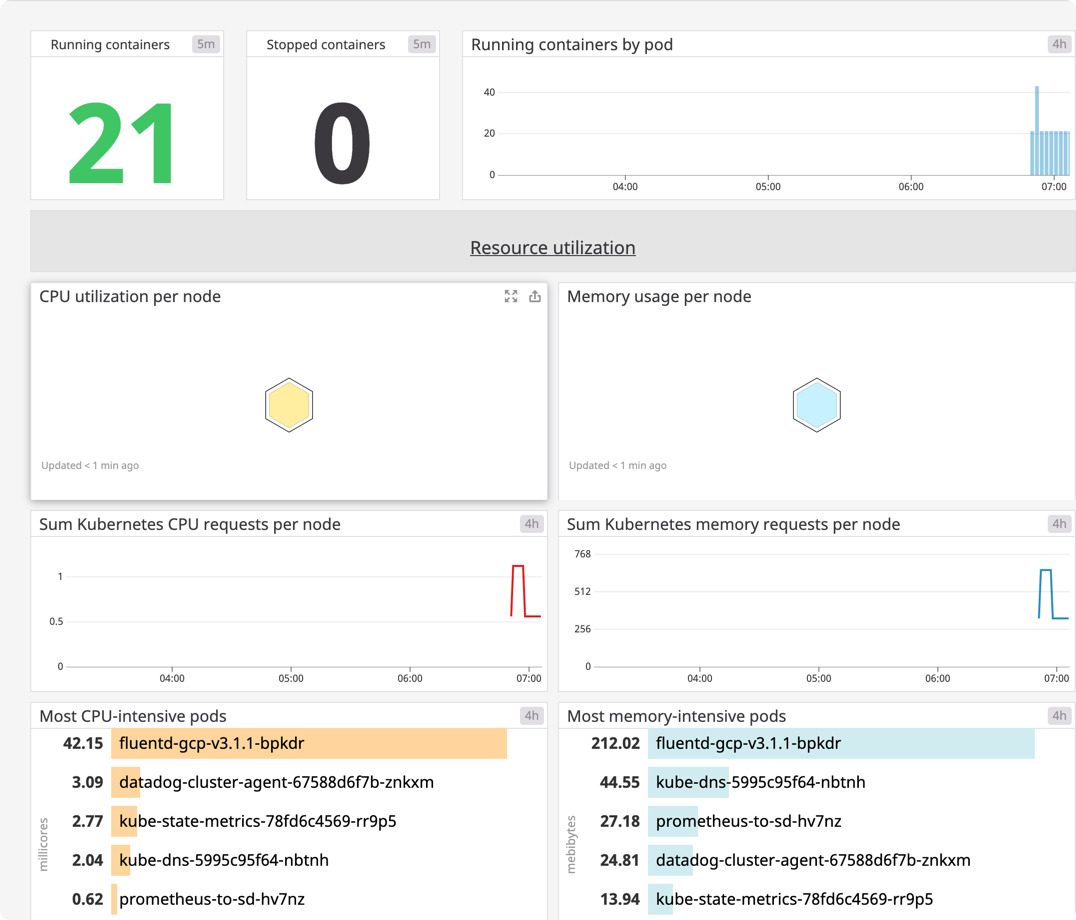 Running containers 5m
Stopped containers 5m
Running containers by pod 4h
21
0
40
20
0
04:00 05:00 06:00 07:00
Resource utilization
CPU utilization per node
Updated < 1 min ago
Memory usage per node
Updated < 1 min ago
Sum Kubernetes CPU requests per node 4h
1
0.5
0
04:00 05:00 06:00 07:00
Sum Kubernetes memory requests per node 4h
768
512
256
0
04:00 05:00 06:00 07:00
Most CPU-intensive pods 4h
millicores
42.15 fluentd-gcp-v3.1.1-bpkdr
3.09 datadog-cluster-agent-67588d6f7b-znkxm
2.77 kube-state-metrics-78fd6c4569-rr9p5
2.04 kube-dns-5995c95f64-nbtnh
0.62 prometheus-to-sd-hv7nz
Most memory-intensive pods 4h
mebibytes
212.02 fluentd-gcp-v3.1.1-bpkdr
44.55 kube-dns-5995c95f64-nbtnh
27.18 prometheus-to-sd-hv7nz
24.81 datadog-cluster-agent-67588d6f7b-znkxm
13.94 kube-state-metrics-78fd6c4569-rr9p5